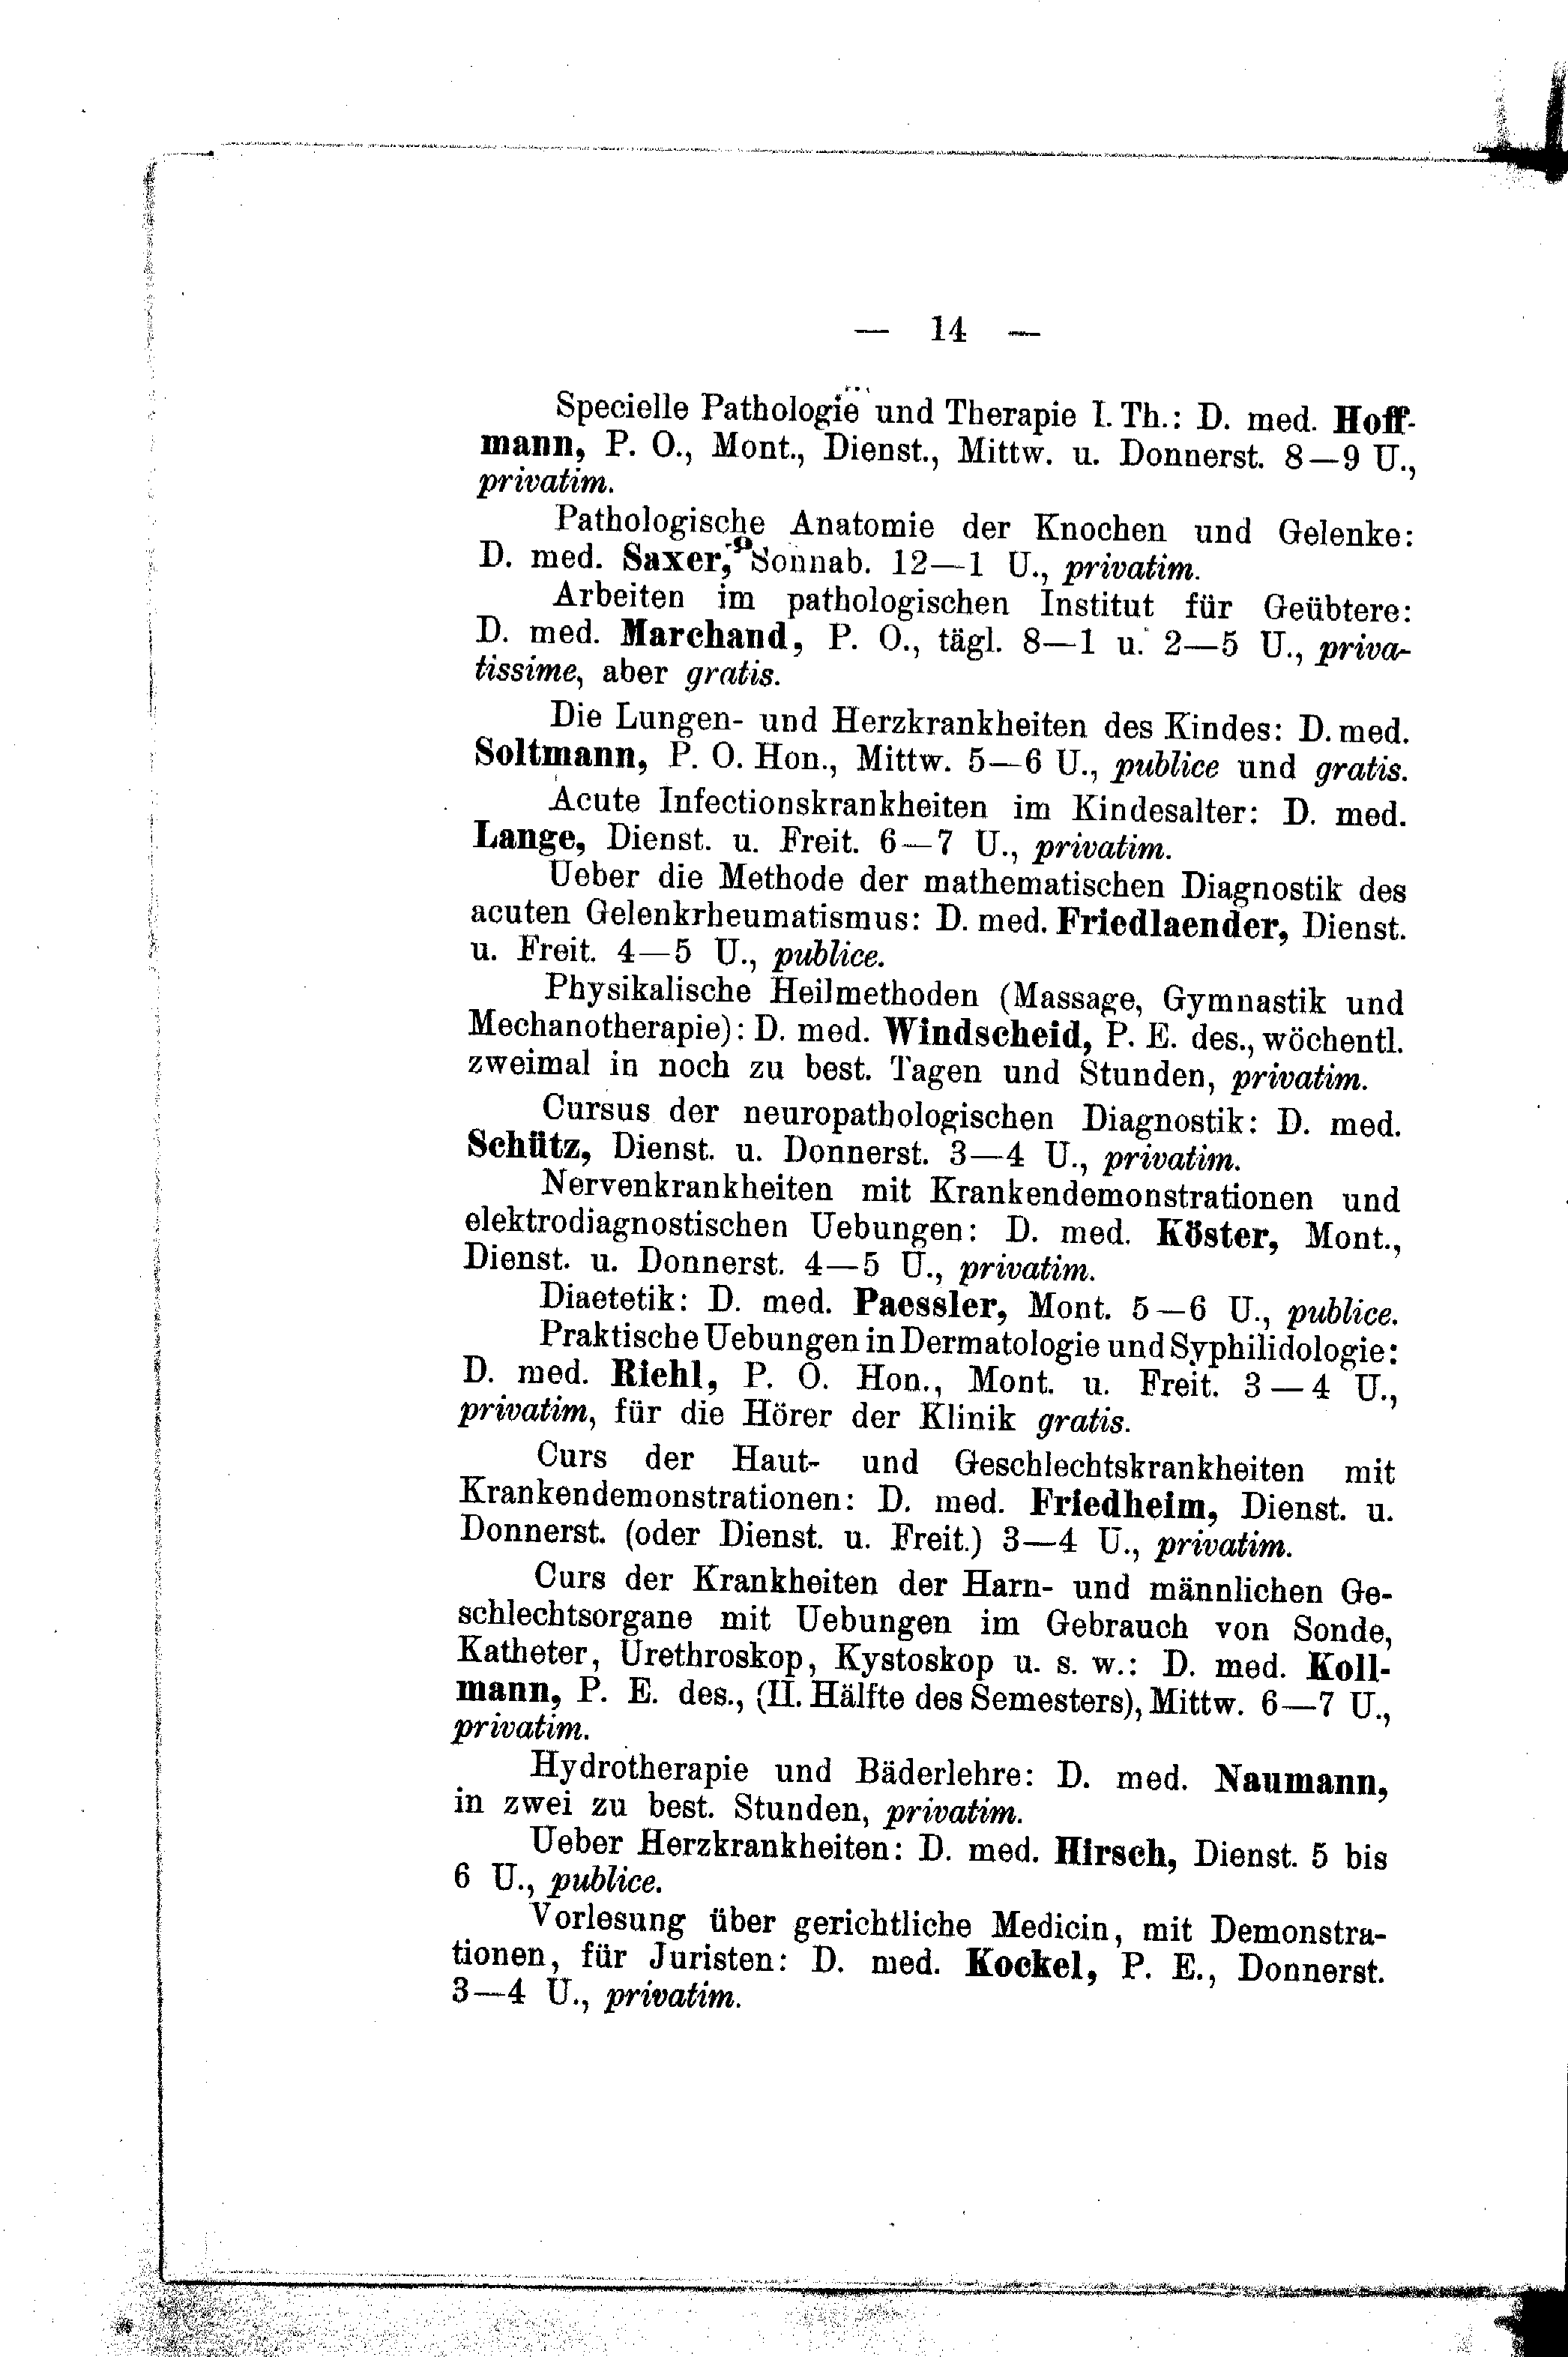 — 14 —
Specielle Pathologie und Therapie I. Th.: D. med. Hoff-
mann, P. O., Mont., Dienst., Mittw. u. Donnerst. 8—9 U.,
privatim.
Pathologische Anatomie der Knochen und Gelenke:
D. med. Saxer, Sonnab. 12—1 U., privatim.
Arbeiten im pathologischen Institut für Geübtere:
D. med. Marchand, P. O., tägl. 8—1 u. 2—5 U., priva-
tissime, aber gratis.
Die Lungen- und Herzkrankheiten des Kindes: D. med.
Soltmann, P. O. Hon., Mittw. 5—6 U., publice und gratis.
Acute Infectionskrankheiten im Kindesalter: D. med.
Lange, Dienst. u. Freit. 6—7 U., privatim.
Ueber die Methode der mathematischen Diagnostik des
acuten Gelenkrheumatismus: D. med. Friedlaender, Dienst.
u. Freit. 4—5 U., publice.
Physikalische Heilmethoden (Massage, Gymnastik und
Mechanotherapie): D. med. Windscheid, P. E. des., wöchentl.
zweimal in noch zu best. Tagen und Stunden, privatim.
Cursus der neuropathologischen Diagnostik: D. med.
Schütz, Dienst. u. Donnerst. 3—4 U., privatim.
Nervenkrankheiten mit Krankendemonstrationen und
elektrodiagnostischen Uebungen: D. med. Köster, Mont.,
Dienst. u. Donnerst. 4—5 U., privatim.
Diaetetik: D. med. Paessler, Mont. 5—6 U., publice.
Praktische Uebungen in Dermatologie und Syphilidologie:
D. med. Riehl, P. O. Hon., Mont. u. Freit. 3—4 U.,
privatim, für die Hörer der Klinik gratis.
Curs der Haut- und Geschlechtskrankheiten mit
Krankendemonstrationen: D. med. Friedheim, Dienst. u.
Donnerst. (oder Dienst. u. Freit.) 3—4 U., privatim.
Curs der Krankheiten der Harn- und männlichen Ge-
schlechtsorgane mit Uebungen im Gebrauch von Sonde,
Katheter, Urethroskop, Kystoskop u. s. w.: D. med. Koll-
mann, P. E. des., (II. Hälfte des Semesters), Mittw. 6—7 U.,
privatim.
Hydrotherapie und Bäderlehre: D. med. Naumann,
in zwei zu best. Stunden, privatim.
Ueber Herzkrankheiten: D. med. Hirsch, Dienst. 5 bis
6 U., publice.
Vorlesung über gerichtliche Medicin, mit Demonstra-
tionen, für Juristen: D. med. Kockel, P. E., Donnerst.
3—4 U., privatim.